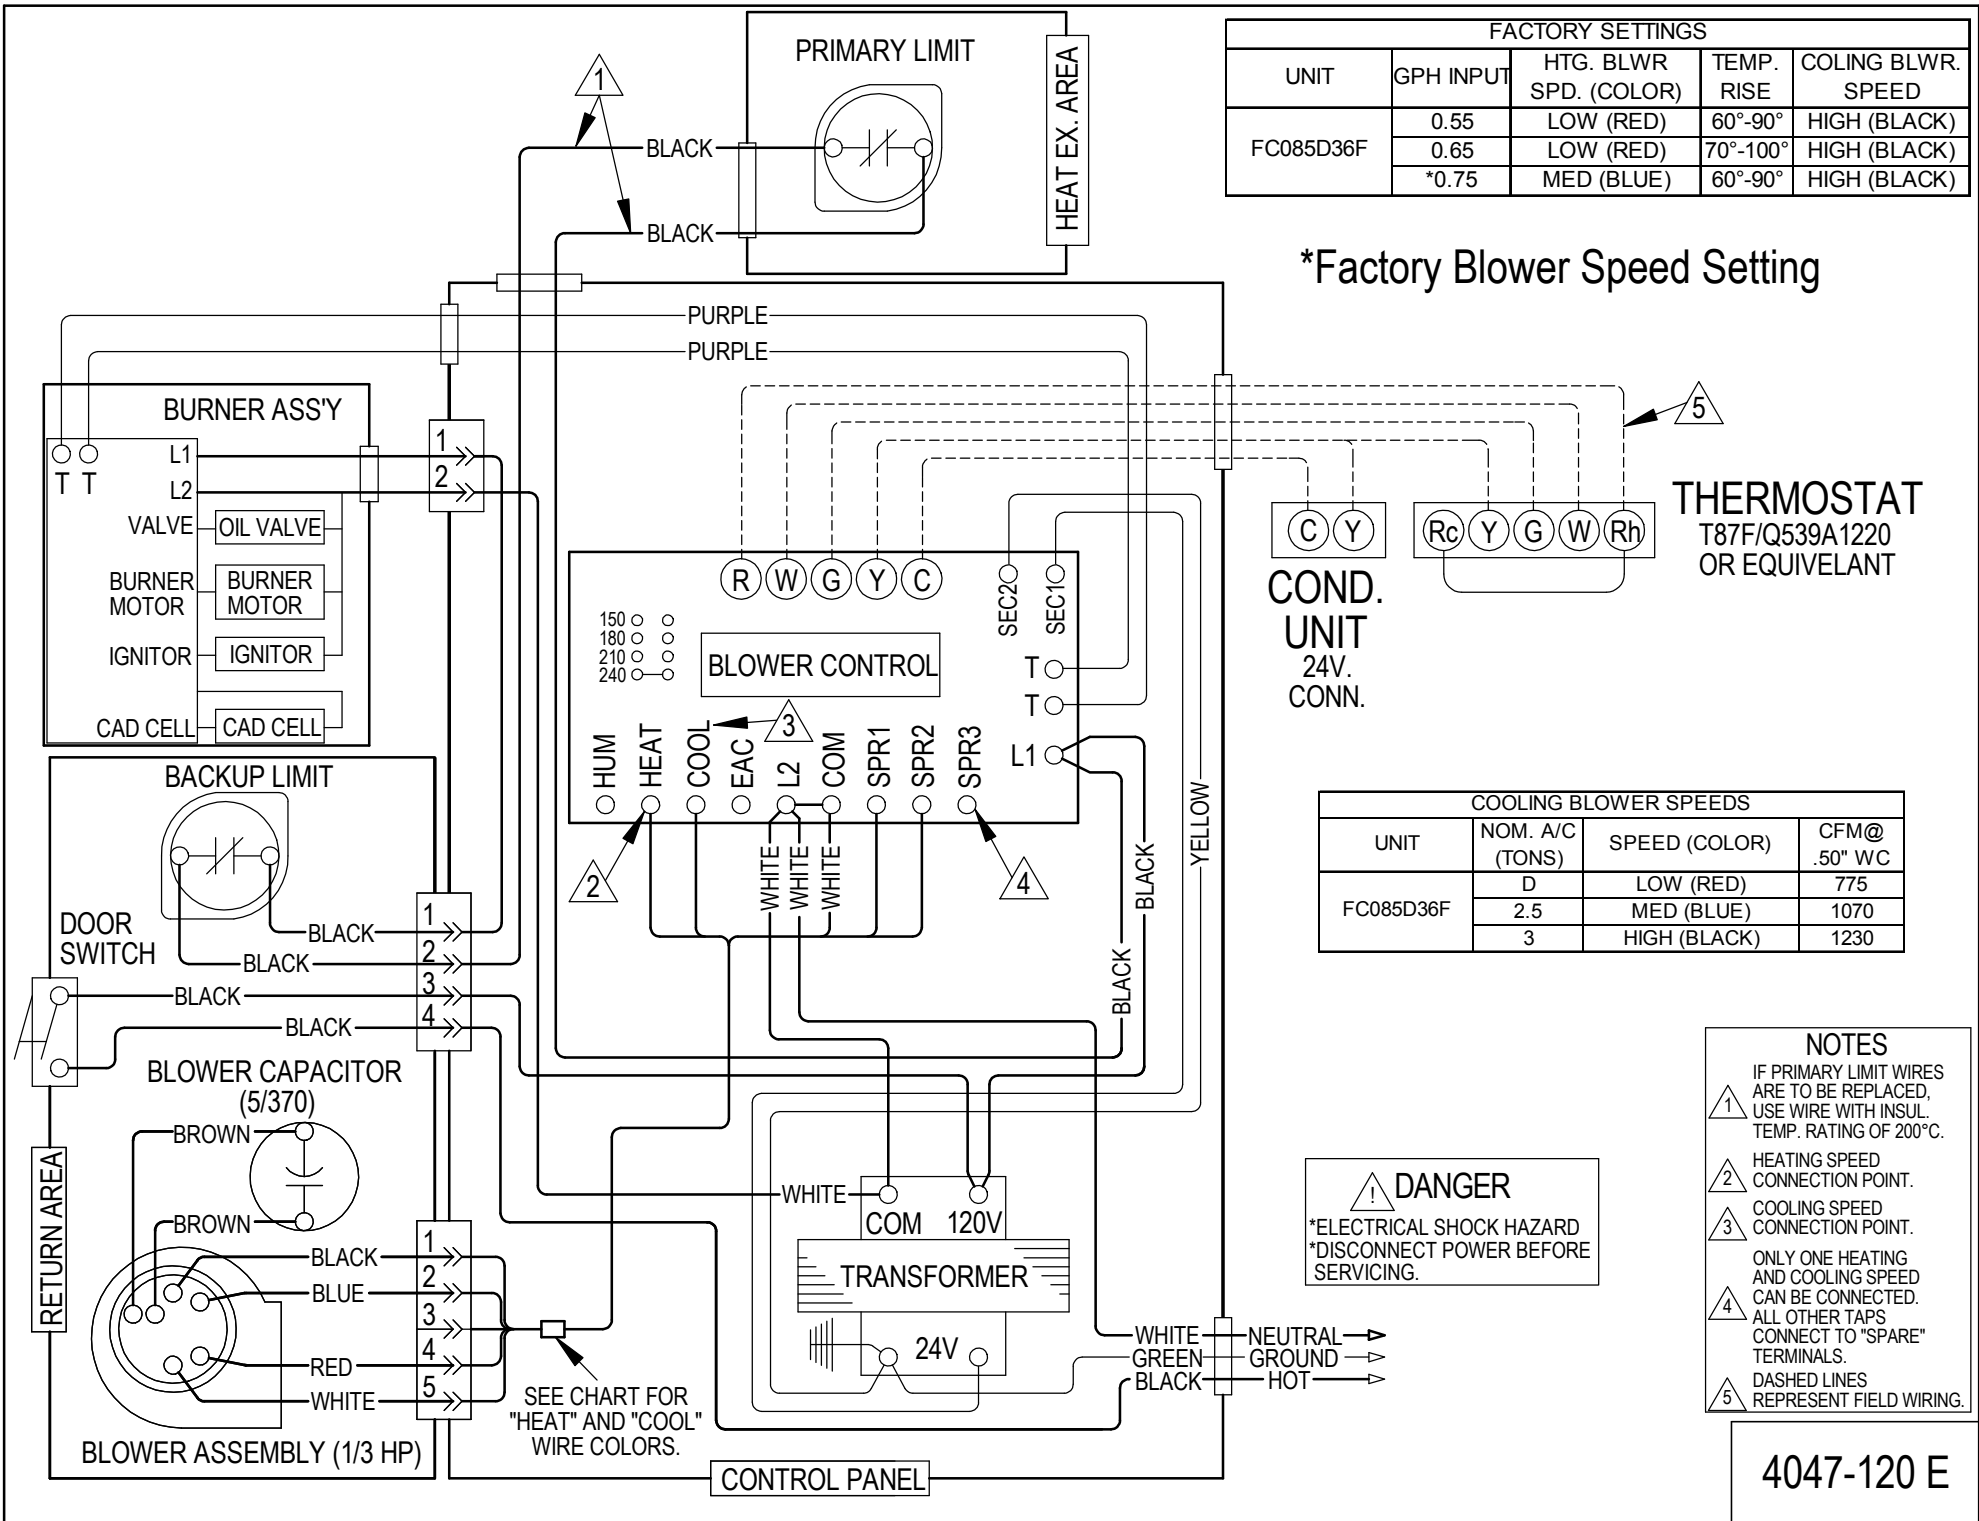 PRIMARY LIMIT
HEAT EX. AREA
1
BLACK
BLACK
FACTORY SETTINGS
UNIT GPH INPUT HTG. BLWR SPD. (COLOR) TEMP. RISE COLING BLWR. SPEED
FC085D36F
0.55 LOW (RED) 60°-90° HIGH (BLACK)
0.65 LOW (RED) 70°-100° HIGH (BLACK)
*0.75 MED (BLUE) 60°-90° HIGH (BLACK)
*Factory Blower Speed Setting
PURPLE
PURPLE
BURNER ASS'Y
T T
L1
L2
1
2
VALVE OIL VALVE
BURNER MOTOR
BURNER MOTOR
IGNITOR IGNITOR
CAD CELL CAD CELL
5
R W G Y C
SEC2 SEC1
150
180
210
240
BLOWER CONTROL
T
T
L1
3
HUM HEAT COOL EAC L2 COM SPR1 SPR2 SPR3
2
4
WHITE WHITE WHITE
BLACK
BLACK
YELLOW
C Y
COND.
UNIT
24V.
CONN.
Rc Y G W Rh
THERMOSTAT
T87F/Q539A1220
OR EQUIVELANT
BACKUP LIMIT
DOOR
SWITCH
BLACK 1
BLACK 2
BLACK 3
BLACK 4
BLOWER CAPACITOR
(5/370)
BROWN
BROWN
RETURN AREA
BLACK 1
BLUE 2
3
RED 4
WHITE 5
BLOWER ASSEMBLY (1/3 HP)
SEE CHART FOR
"HEAT" AND "COOL"
WIRE COLORS.
WHITE
COM 120V
TRANSFORMER
24V
WHITE NEUTRAL
GREEN GROUND
BLACK HOT
CONTROL PANEL
COOLING BLOWER SPEEDS
UNIT NOM. A/C (TONS) SPEED (COLOR) CFM@ .50" WC
FC085D36F
D LOW (RED) 775
2.5 MED (BLUE) 1070
3 HIGH (BLACK) 1230
! DANGER
*ELECTRICAL SHOCK HAZARD
*DISCONNECT POWER BEFORE
SERVICING.
NOTES
1 IF PRIMARY LIMIT WIRES
ARE TO BE REPLACED,
USE WIRE WITH INSUL.
TEMP. RATING OF 200°C.
2 HEATING SPEED
CONNECTION POINT.
3 COOLING SPEED
CONNECTION POINT.
4 ONLY ONE HEATING
AND COOLING SPEED
CAN BE CONNECTED.
ALL OTHER TAPS
CONNECT TO "SPARE"
TERMINALS.
5 DASHED LINES
REPRESENT FIELD WIRING.
4047-120 E